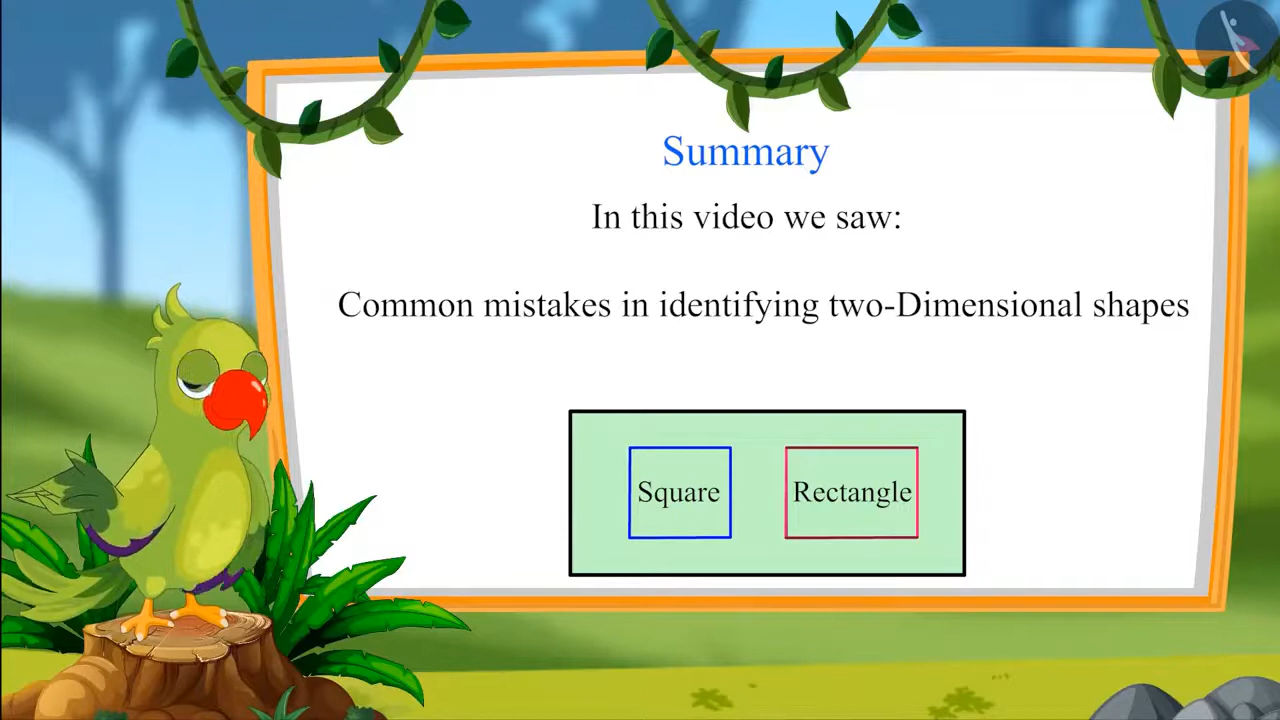 Summary
In this video we saw:
Common mistakes in identifying two-Dimensional shapes
Square
Rectangle